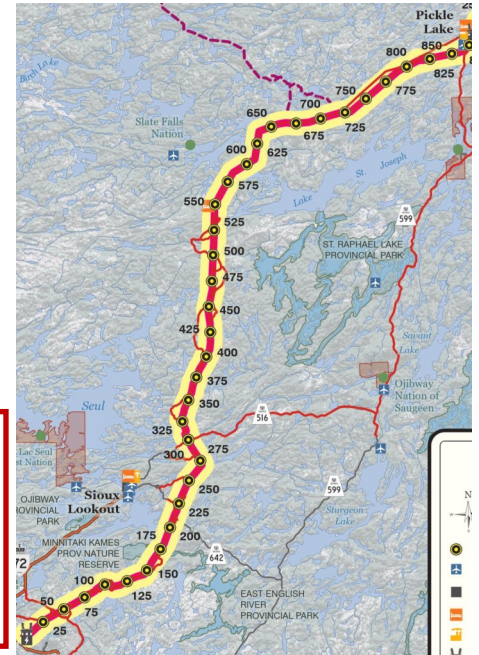 25
Pickle
Lake
800
850
825
8
750
775
Birch Lake
700
650
725
675
Slate Falls
Nation
600
625
575
Lake
St. Joseph
550
599
525
ST. RAPHAEL LAKE
PROVINCIAL PARK
500
475
450
425
Savant
Lake
400
375
Ojibway
Nation of
Saugeen
350
Seul
516
325
Lac Seul
st Nation
300
275
250
599
Sioux
Lookout
OJIBWAY
ROVINCIAL
PARK
225
Sturgeon
Lake
N
200
175
MINNITAKI KAMES
PROV NATURE
RESERVE
642
72
150
100
125
EAST ENGLISH
RIVER
PROVINCIAL PARK
50
75
25